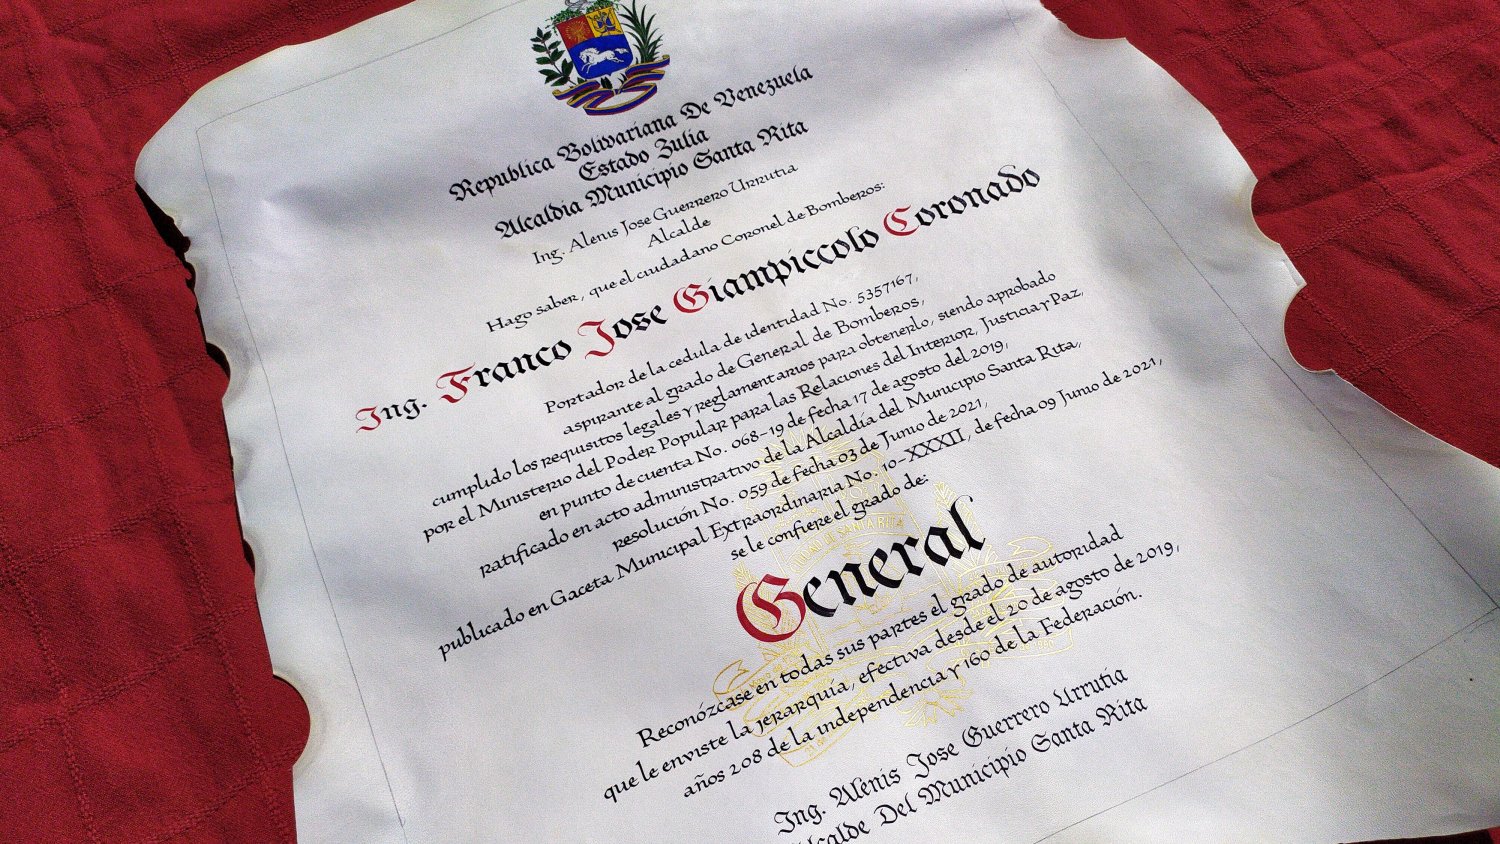 Republica Bolivariana De Venezuela
Estado Zulia
Alcaldia Municipio Santa Rita
Ing. Alenis Jose Guerrero Urrutia
Alcalde
Hago saber, que el ciudadano Coronel de Bomberos:
Ing. Franco Jose Giampiccolo Coronado
Portador de la cedula de identidad No. 5357167,
aspirante al grado de General de Bomberos,
cumplido los requisitos legales y reglamentarios para obtenerlo, siendo aprobado
por el Ministerio del Poder Popular para las Relaciones del Interior, Justicia y Paz,
en punto de cuenta No. 068-19 de fecha 17 de agosto del 2019,
ratificado en acto administrativo de la Alcaldía del Municipio Santa Rita,
resolución No. 059 de fecha 03 de Junio de 2021,
publicado en Gaceta Municipal Extraordinaria No. 10-XXXII, de fecha 09 Junio de 2021,
se le confiere el grado de:
General
Reconózcase en todas sus partes el grado de autoridad
que le enviste la jerarquía, efectiva desde el 20 de agosto de 2019,
años 208 de la independencia y 160 de la Federación.
Ing. Alenis Jose Guerrero Urrutia
Alcalde Del Municipio Santa Rita